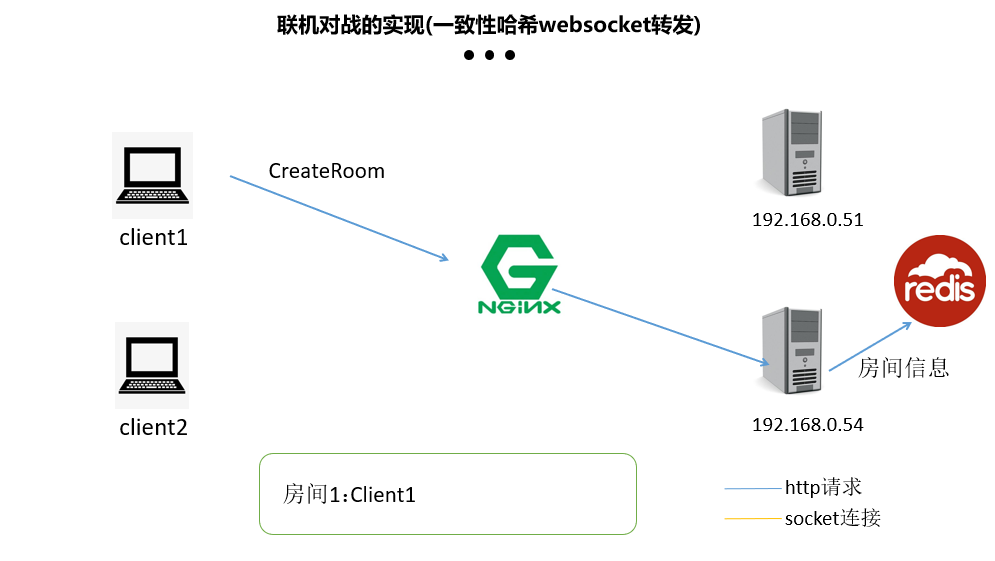 联机对战的实现(一致性哈希websocket转发)
CreateRoom
client1
192.168.0.51
NGiNX
redis
房间信息
client2
192.168.0.54
房间1:Client1
http请求
socket连接